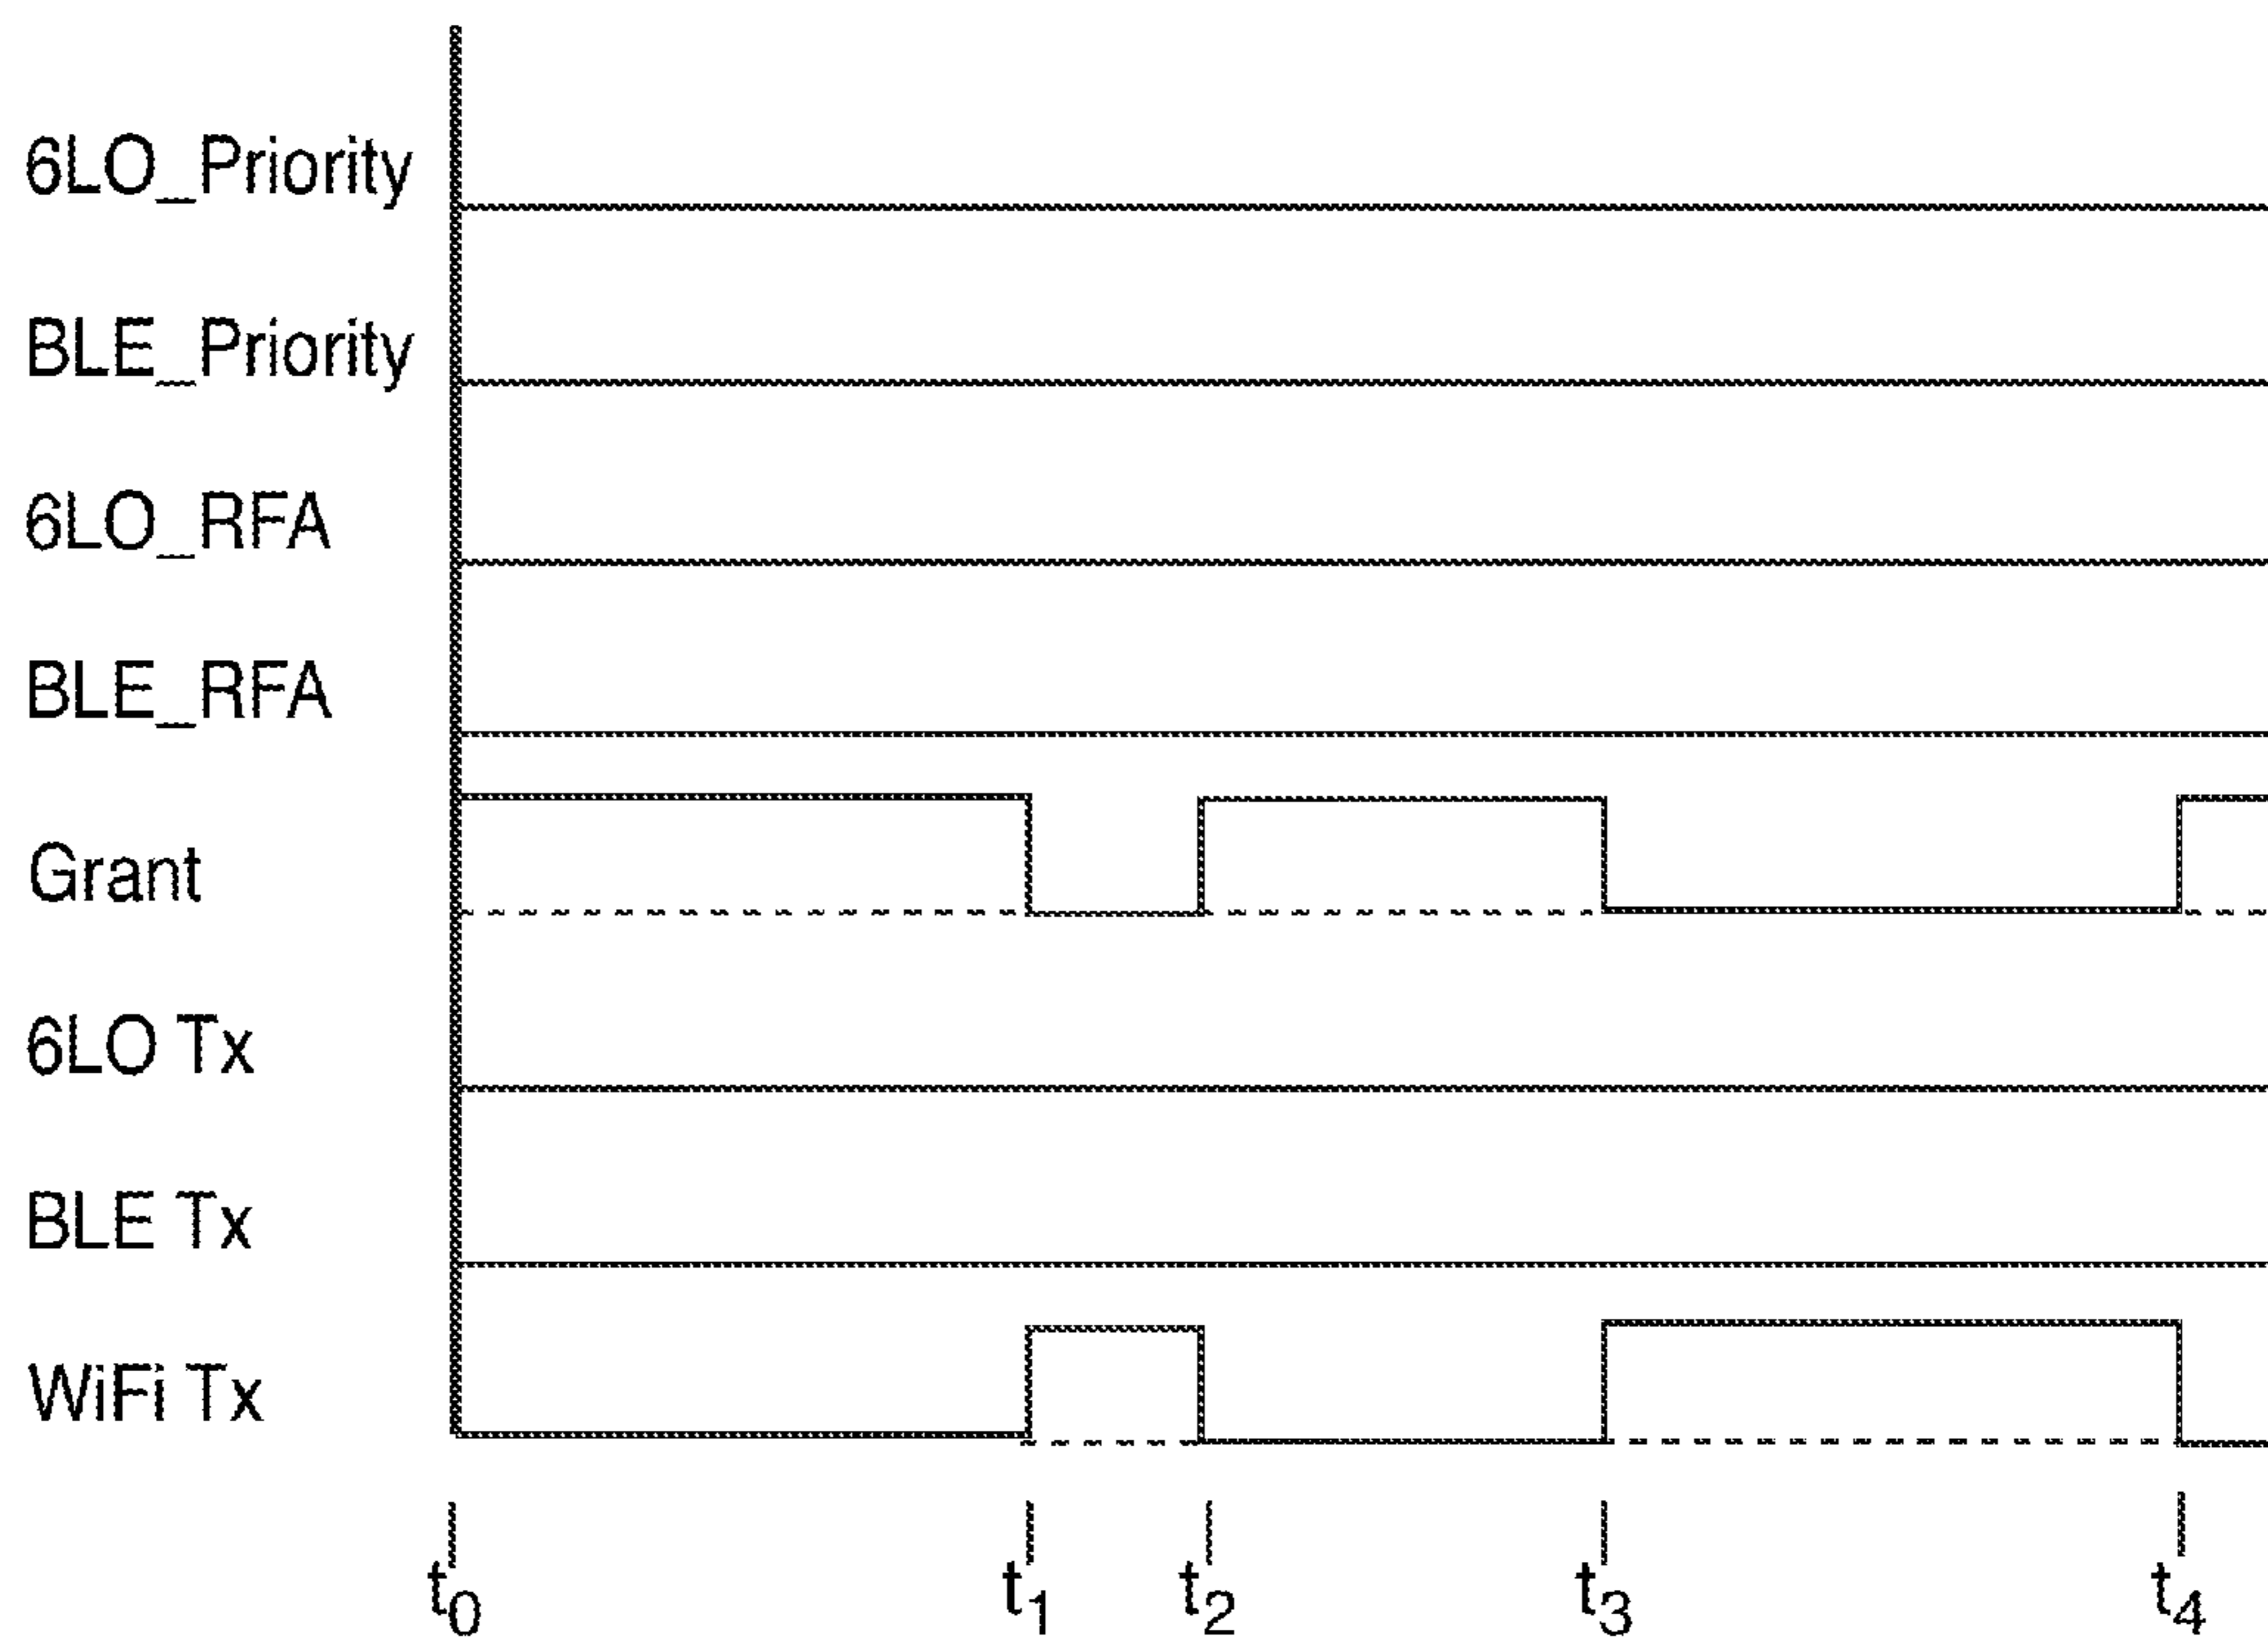 6LO_Priority
BLE_Priority
6LO_RFA
BLE_RFA
Grant
6LO Tx
BLE Tx
WiFi Tx
t0 t1 t2 t3 t4